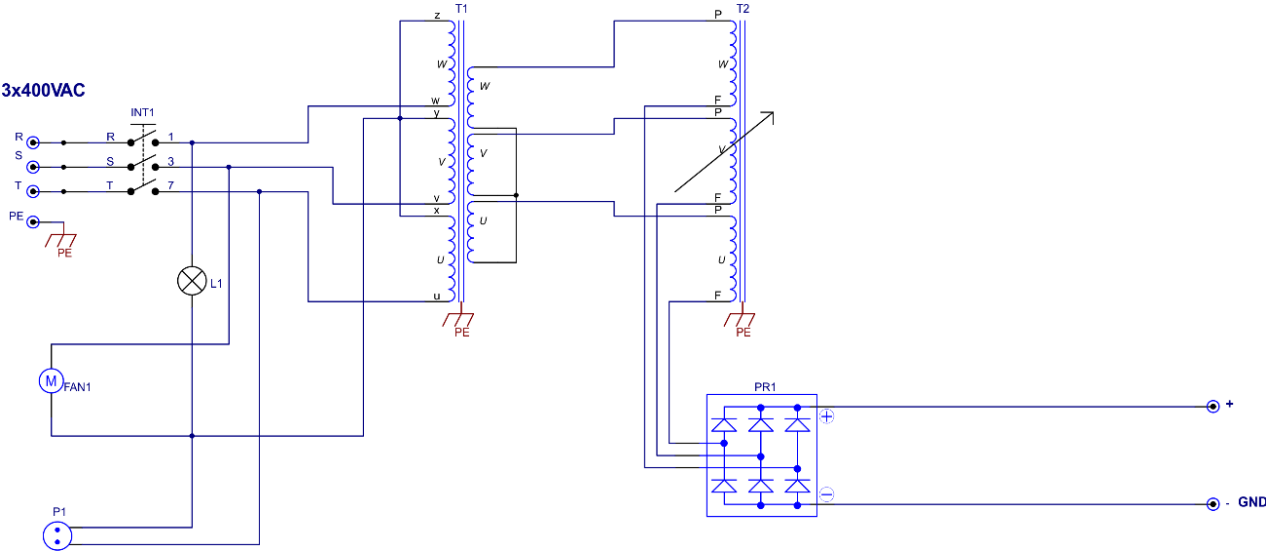 T1
T2
z
P
W
W
W
3x400VAC
w
F
INT1
y
P
R
R
1
V
V
V
S
S
3
T
T
7
v
F
x
P
PE
PE
U
U
U
L1
u
F
PE
PE
M
FAN1
PR1
+
+
-
- GND
P1